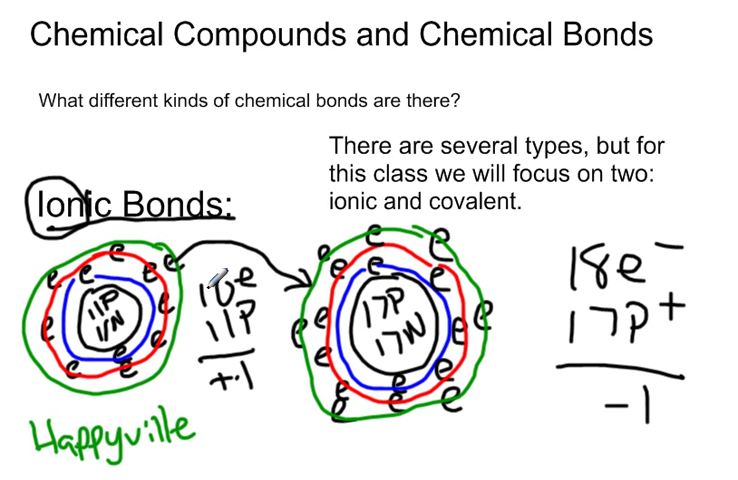 Chemical Compounds and Chemical Bonds
What different kinds of chemical bonds are there?
There are several types, but for
this class we will focus on two:
ionic and covalent.
Ionic Bonds:
e e e e e e e e e e e
11P
11N
10e
11P
+1
e e e e e e e e e e e e e e e e e
17P
17N
18e⁻
17P+
-1
Happyville